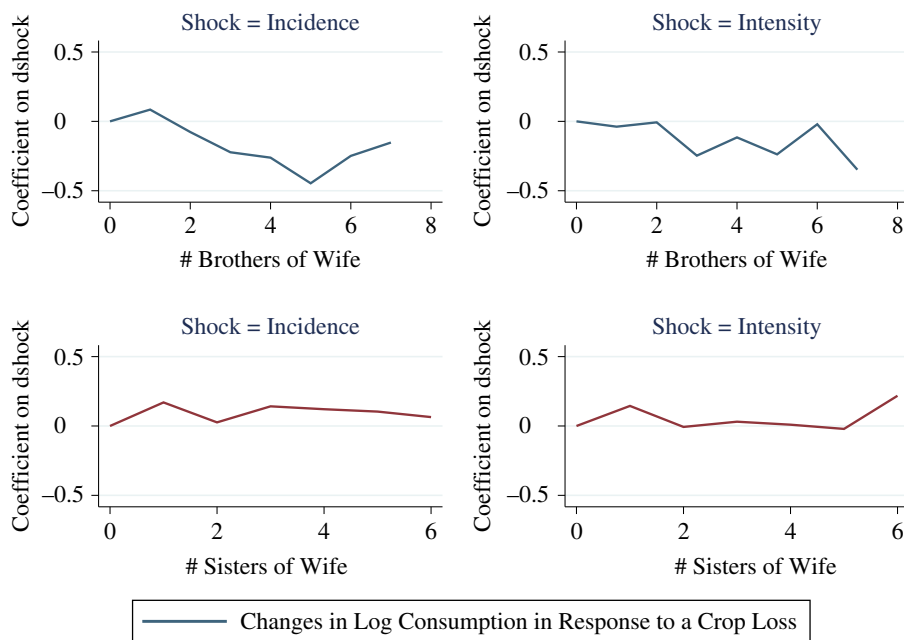 Shock = Incidence
Coefficient on dshock
0.5
0
–0.5
0 2 4 6 8
# Brothers of Wife
Shock = Intensity
Coefficient on dshock
0.5
0
–0.5
0 2 4 6 8
# Brothers of Wife
Shock = Incidence
Coefficient on dshock
0.5
0
–0.5
0 2 4 6
# Sisters of Wife
Shock = Intensity
Coefficient on dshock
0.5
0
–0.5
0 2 4 6
# Sisters of Wife
Changes in Log Consumption in Response to a Crop Loss